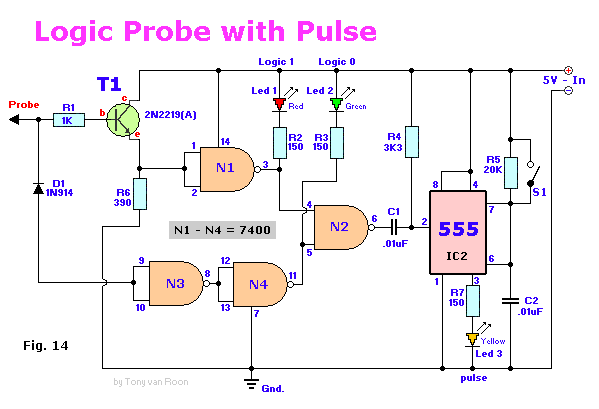 Logic Probe with Pulse
Logic 1
Logic 0
T1
5V - In
Probe
R1
1K
b
c
e
2N2219(A)
Led 1
Red
Led 2
Green
R2
150
R3
150
R4
3K3
R5
20K
S1
14
1
2
N1
3
D1
1N914
R6
390
4
5
N2
6
C1
.01uF
2
8
4
7
555
IC2
6
1
3
N1 - N4 = 7400
9
10
N3
8
12
13
N4
11
7
R7
150
C2
.01uF
Yellow
Led 3
Fig. 14
by Tony van Roon
Gnd.
pulse